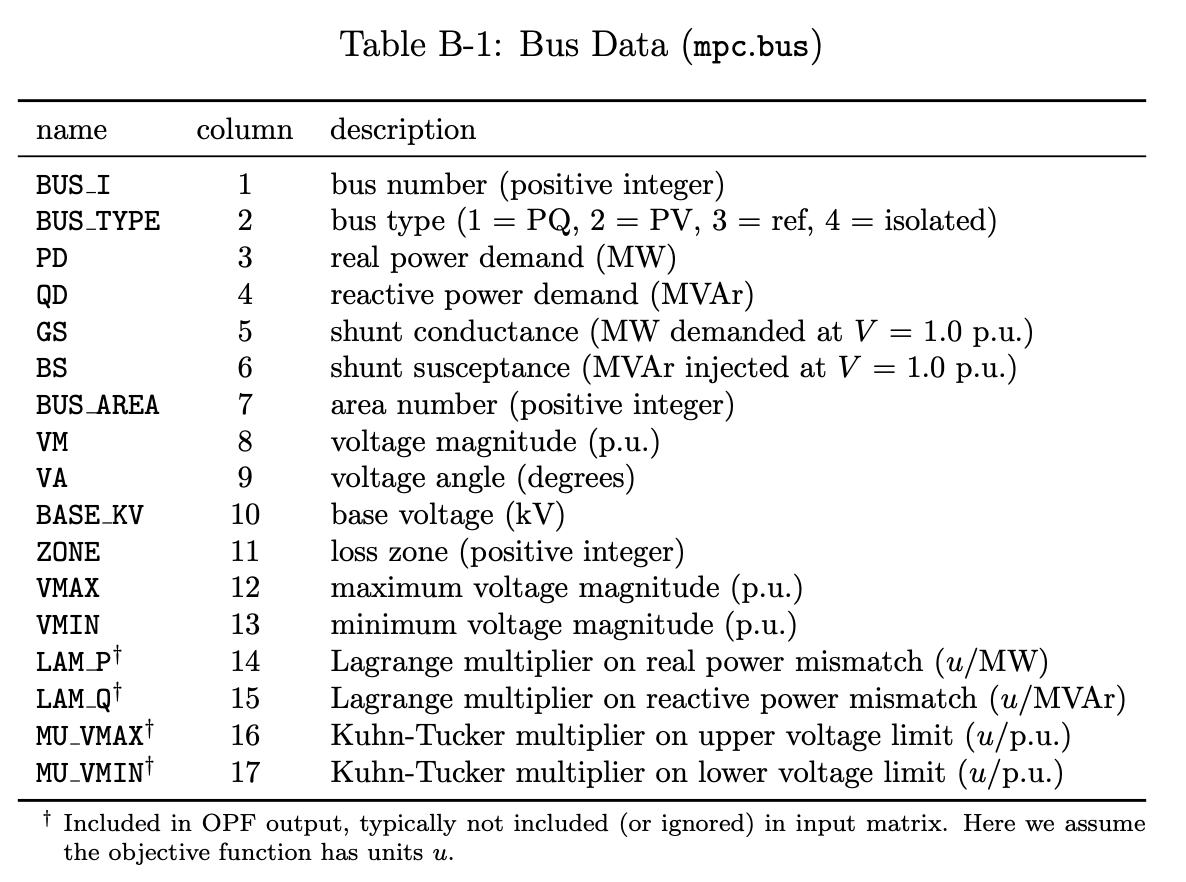 Table B-1: Bus Data (mpc.bus)
name column description
BUS_I 1 bus number (positive integer)
BUS_TYPE 2 bus type (1 = PQ, 2 = PV, 3 = ref, 4 = isolated)
PD 3 real power demand (MW)
QD 4 reactive power demand (MVAr)
GS 5 shunt conductance (MW demanded at V = 1.0 p.u.)
BS 6 shunt susceptance (MVAr injected at V = 1.0 p.u.)
BUS_AREA 7 area number (positive integer)
VM 8 voltage magnitude (p.u.)
VA 9 voltage angle (degrees)
BASE_KV 10 base voltage (kV)
ZONE 11 loss zone (positive integer)
VMAX 12 maximum voltage magnitude (p.u.)
VMIN 13 minimum voltage magnitude (p.u.)
LAM_P† 14 Lagrange multiplier on real power mismatch (u/MW)
LAM_Q† 15 Lagrange multiplier on reactive power mismatch (u/MVAr)
MU_VMAX† 16 Kuhn-Tucker multiplier on upper voltage limit (u/p.u.)
MU_VMIN† 17 Kuhn-Tucker multiplier on lower voltage limit (u/p.u.)
† Included in OPF output, typically not included (or ignored) in input matrix. Here we assume
the objective function has units u.